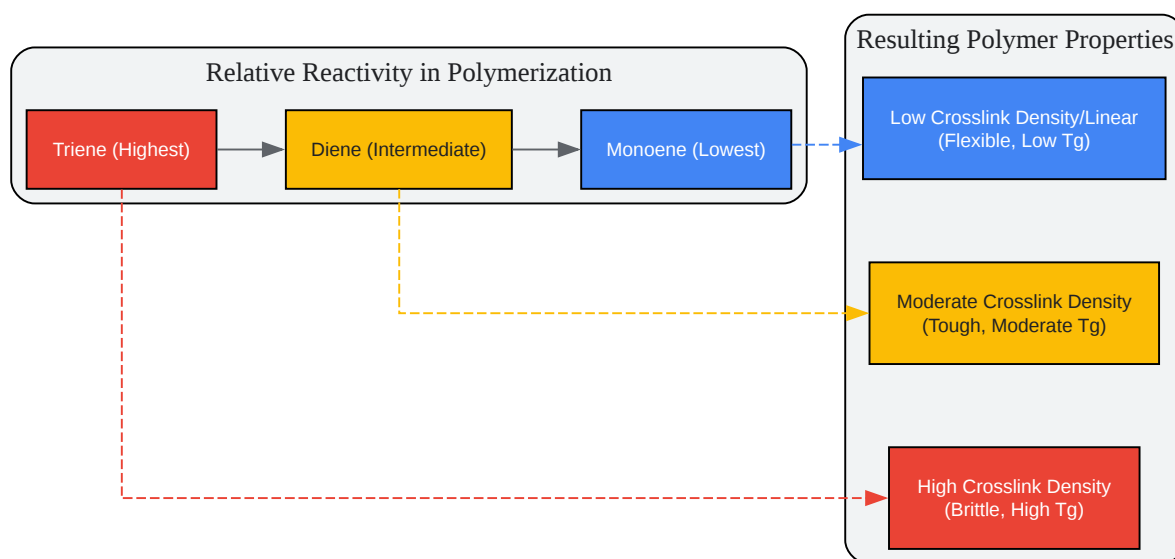 Relative Reactivity in Polymerization
Triene (Highest)
Diene (Intermediate)
Monoene (Lowest)
Resulting Polymer Properties
Low Crosslink Density/Linear
(Flexible, Low Tg)
Moderate Crosslink Density
(Tough, Moderate Tg)
High Crosslink Density
(Brittle, High Tg)